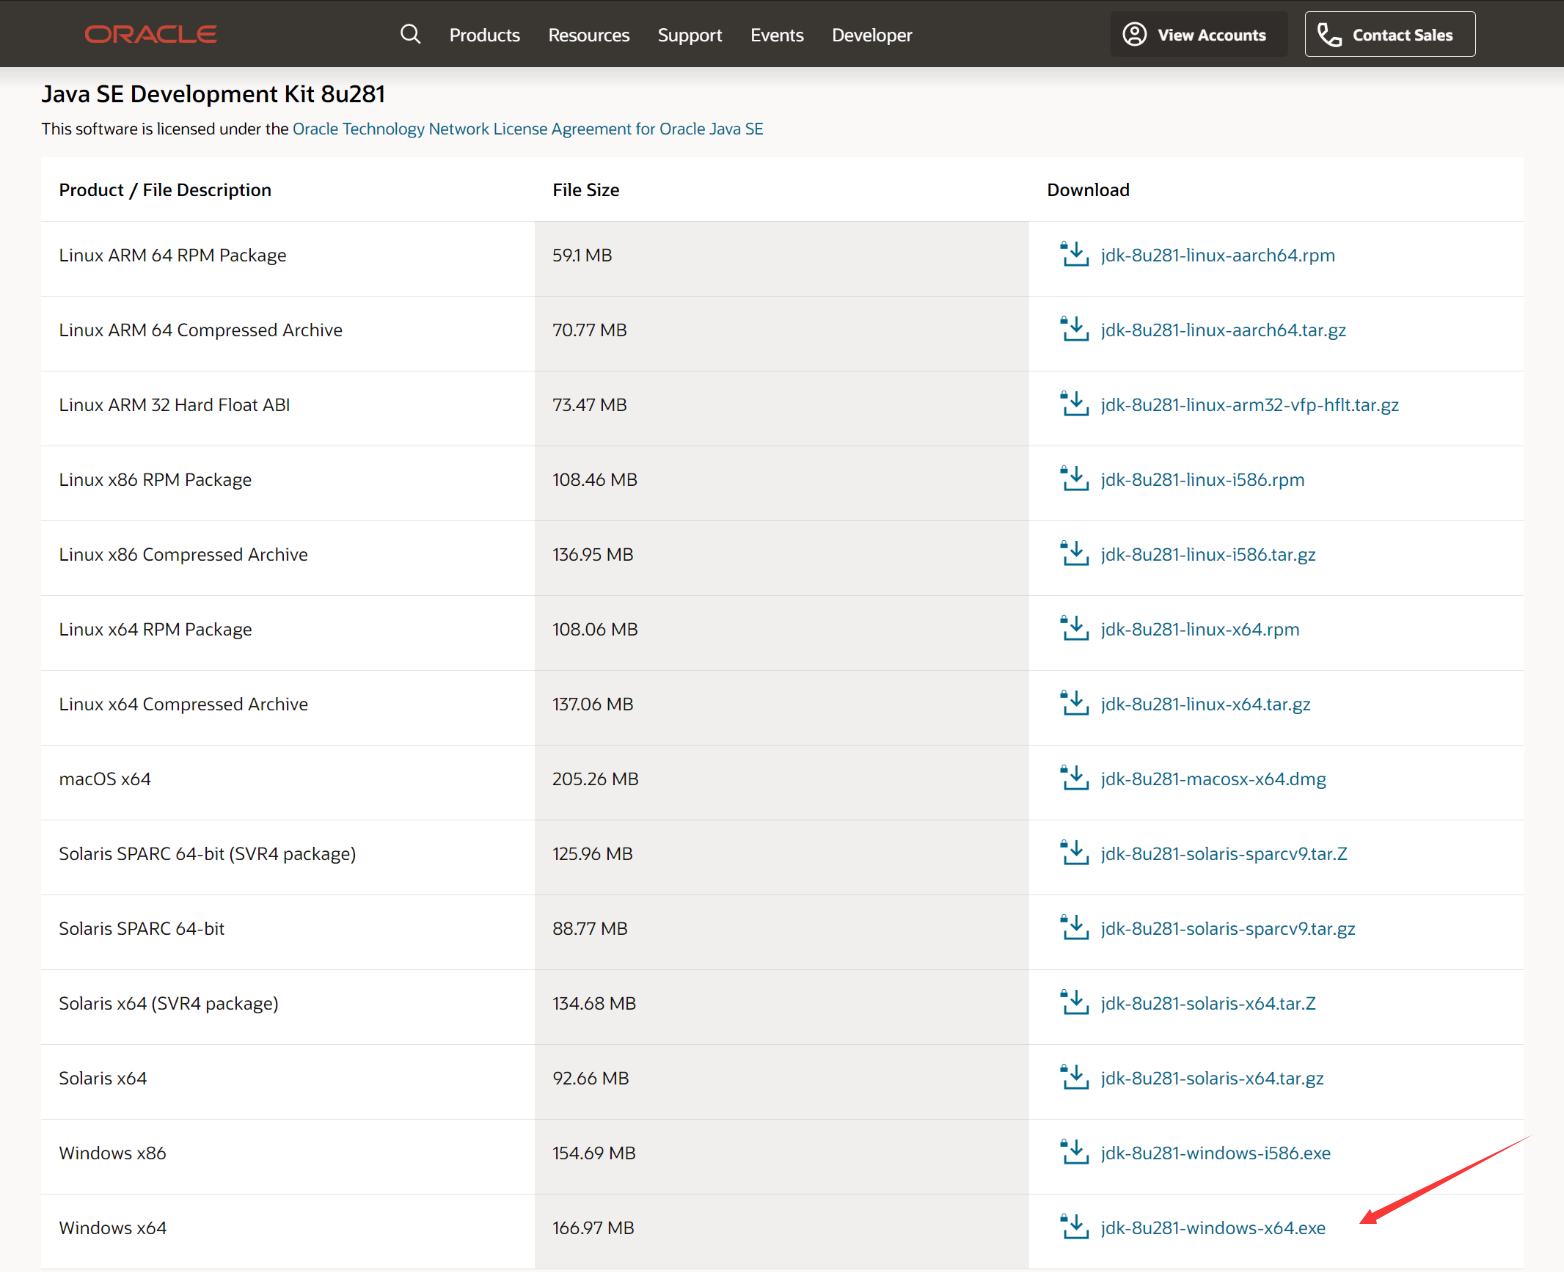 ORACLE Products Resources Support Events Developer View Accounts Contact Sales
Java SE Development Kit 8u281
This software is licensed under the Oracle Technology Network License Agreement for Oracle Java SE
Product / File Description File Size Download
Linux ARM 64 RPM Package 59.1 MB jdk-8u281-linux-aarch64.rpm
Linux ARM 64 Compressed Archive 70.77 MB jdk-8u281-linux-aarch64.tar.gz
Linux ARM 32 Hard Float ABI 73.47 MB jdk-8u281-linux-arm32-vfp-hflt.tar.gz
Linux x86 RPM Package 108.46 MB jdk-8u281-linux-i586.rpm
Linux x86 Compressed Archive 136.95 MB jdk-8u281-linux-i586.tar.gz
Linux x64 RPM Package 108.06 MB jdk-8u281-linux-x64.rpm
Linux x64 Compressed Archive 137.06 MB jdk-8u281-linux-x64.tar.gz
macOS x64 205.26 MB jdk-8u281-macosx-x64.dmg
Solaris SPARC 64-bit (SVR4 package) 125.96 MB jdk-8u281-solaris-sparcv9.tar.Z
Solaris SPARC 64-bit 88.77 MB jdk-8u281-solaris-sparcv9.tar.gz
Solaris x64 (SVR4 package) 134.68 MB jdk-8u281-solaris-x64.tar.Z
Solaris x64 92.66 MB jdk-8u281-solaris-x64.tar.gz
Windows x86 154.69 MB jdk-8u281-windows-i586.exe
Windows x64 166.97 MB jdk-8u281-windows-x64.exe